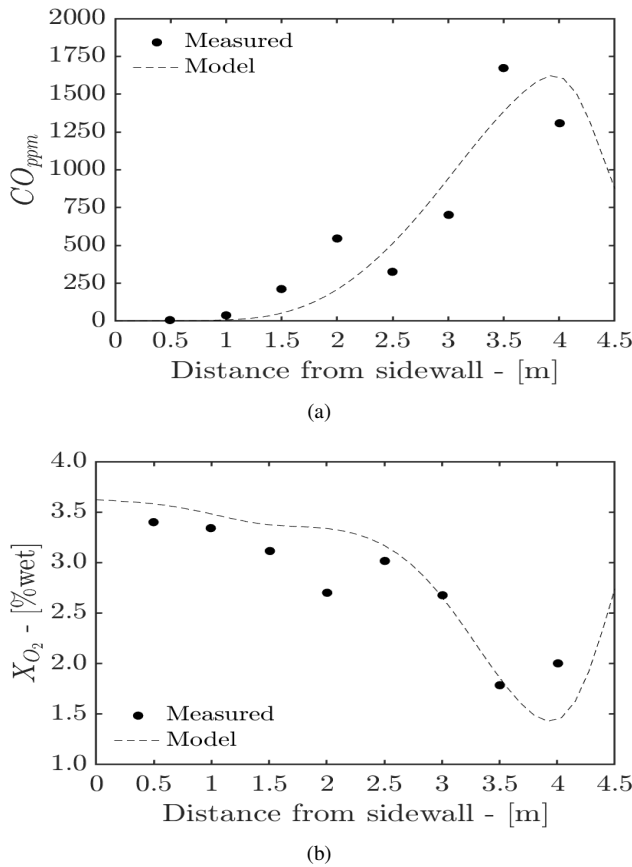 2000
1750
1500
1250
1000
750
500
250
0
CO_ppm
Measured
Model
0 0.5 1 1.5 2 2.5 3 3.5 4 4.5
Distance from sidewall - [m]
(a)
4.0
3.5
3.0
2.5
2.0
1.5
1.0
X_O2 - [%wet]
Measured
Model
0 0.5 1 1.5 2 2.5 3 3.5 4 4.5
Distance from sidewall - [m]
(b)